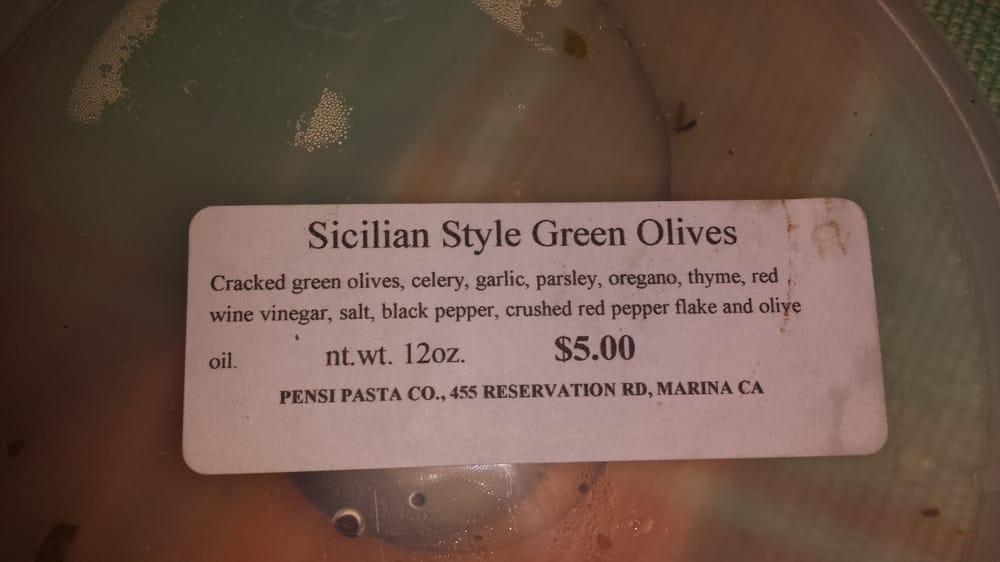 Sicilian Style Green Olives
Cracked green olives, celery, garlic, parsley, oregano, thyme, red
wine vinegar, salt, black pepper, crushed red pepper flake and olive
oil. nt.wt. 12oz. $5.00
PENSI PASTA CO., 455 RESERVATION RD, MARINA CA